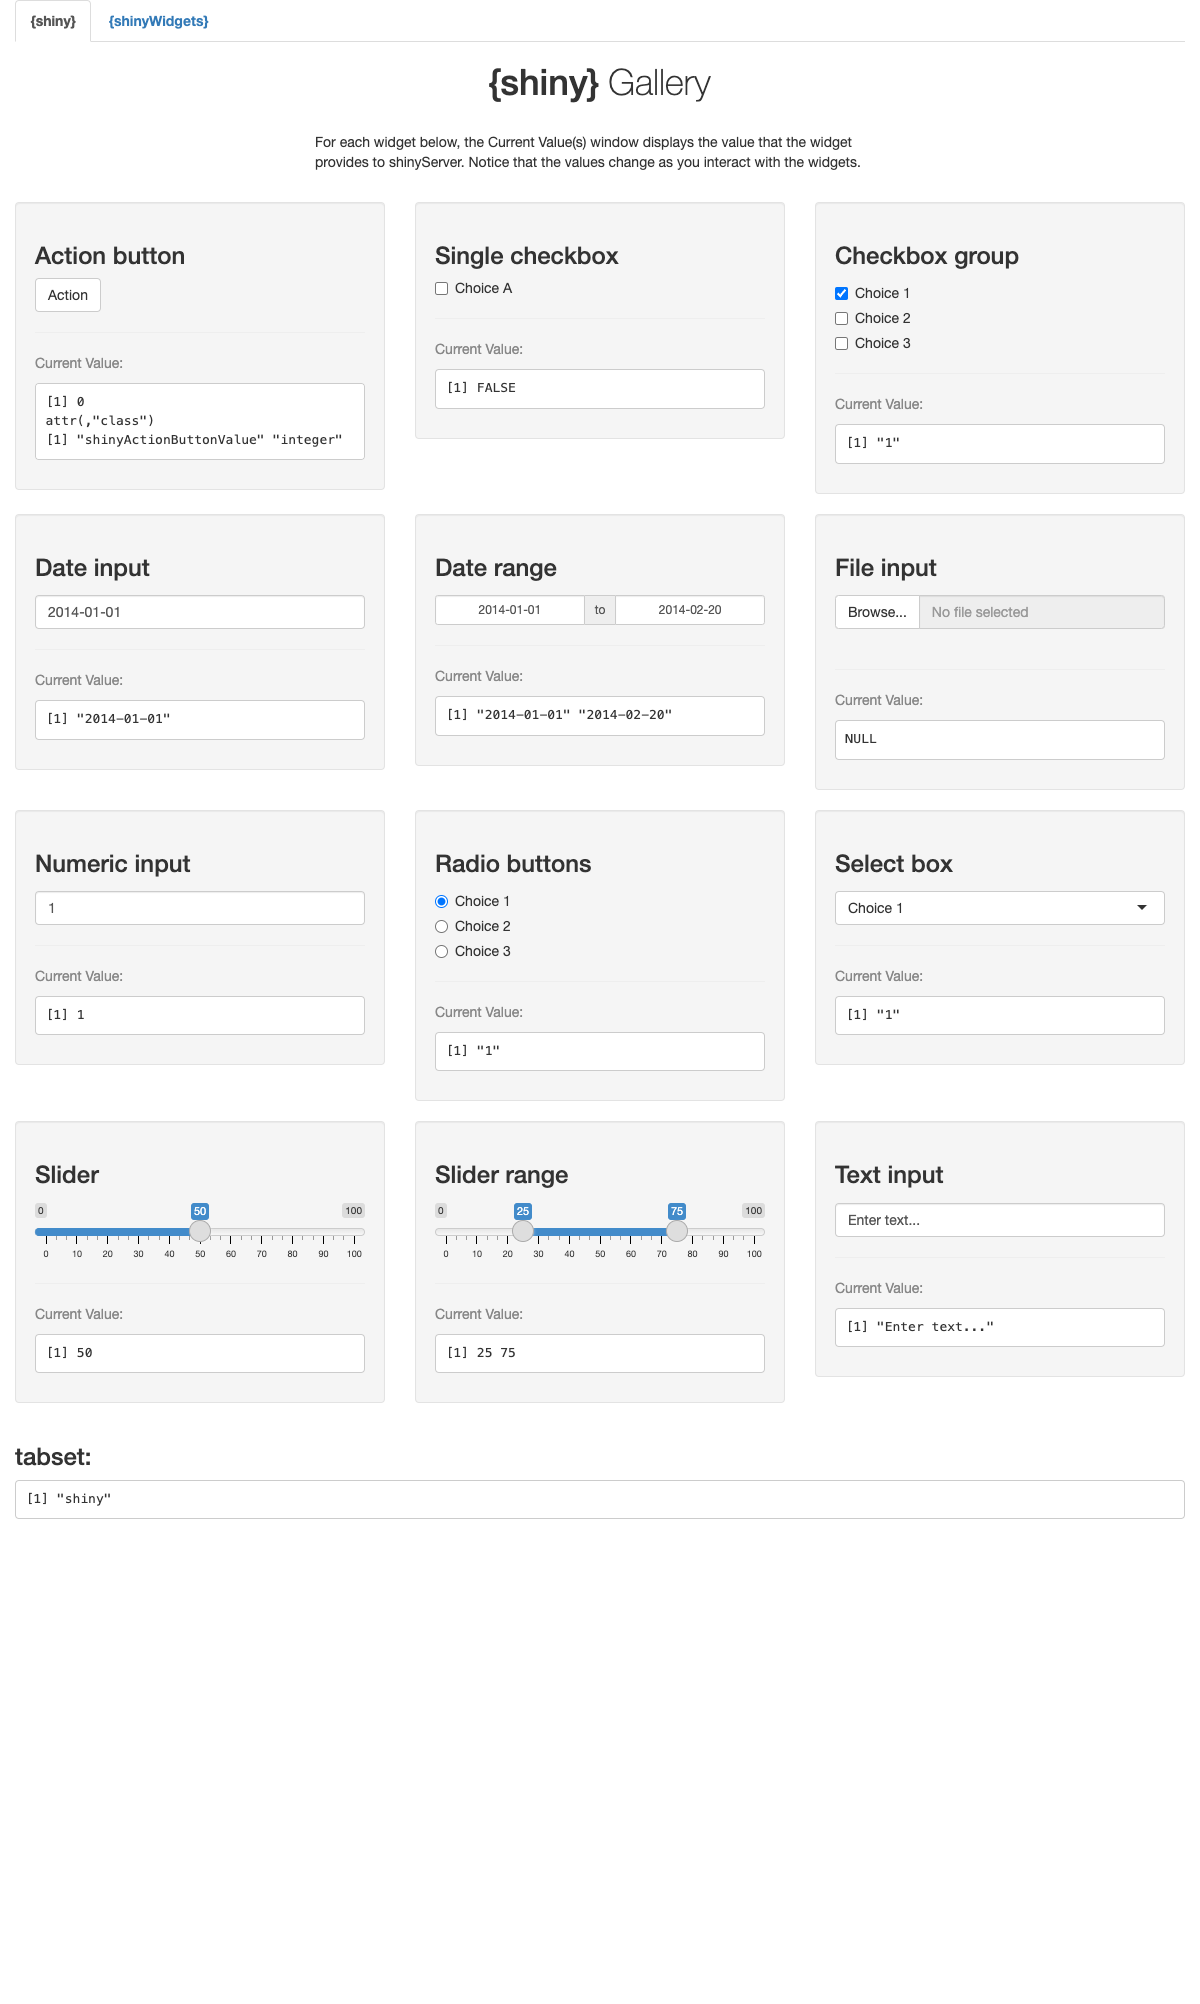 {shiny}
{shinyWidgets}
{shiny} Gallery
For each widget below, the Current Value(s) window displays the value that the widget
provides to shinyServer. Notice that the values change as you interact with the widgets.
Action button
Action
Current Value:
[1] 0
attr(,"class")
[1] "shinyActionButtonValue" "integer"
Single checkbox
Choice A
Current Value:
[1] FALSE
Checkbox group
Choice 1
Choice 2
Choice 3
Current Value:
[1] "1"
Date input
2014-01-01
Current Value:
[1] "2014-01-01"
Date range
2014-01-01 to 2014-02-20
Current Value:
[1] "2014-01-01" "2014-02-20"
File input
Browse... No file selected
Current Value:
NULL
Numeric input
1
Current Value:
[1] 1
Radio buttons
Choice 1
Choice 2
Choice 3
Current Value:
[1] "1"
Select box
Choice 1
Current Value:
[1] "1"
Slider
0 50 100
0 10 20 30 40 50 60 70 80 90 100
Current Value:
[1] 50
Slider range
0 25 75 100
0 10 20 30 40 50 60 70 80 90 100
Current Value:
[1] 25 75
Text input
Enter text...
Current Value:
[1] "Enter text..."
tabset:
[1] "shiny"